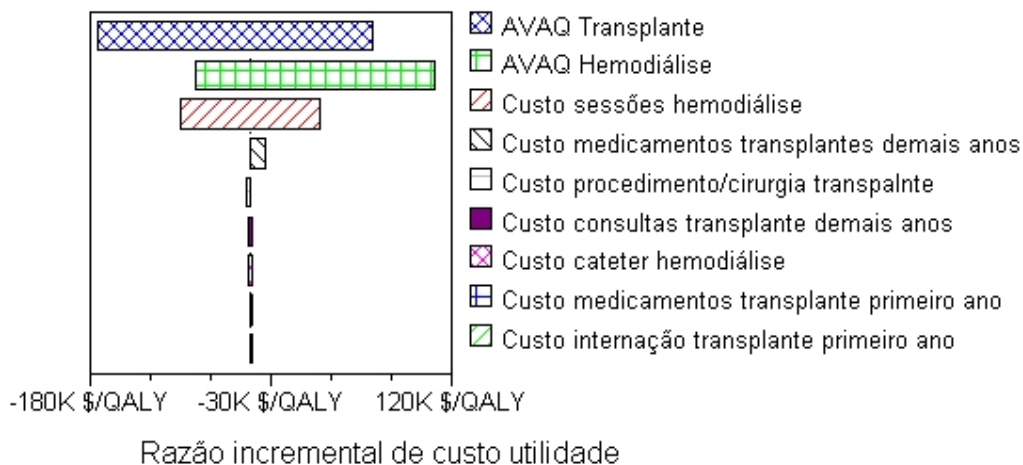 AVAQ Transplante
AVAQ Hemodiálise
Custo sessões hemodiálise
Custo medicamentos transplantes demais anos
Custo procedimento/cirurgia transpalnte
Custo consultas transplante demais anos
Custo cateter hemodiálise
Custo medicamentos transplante primeiro ano
Custo internação transplante primeiro ano
-180K $/QALY -30K $/QALY 120K $/QALY
Razão incremental de custo utilidade